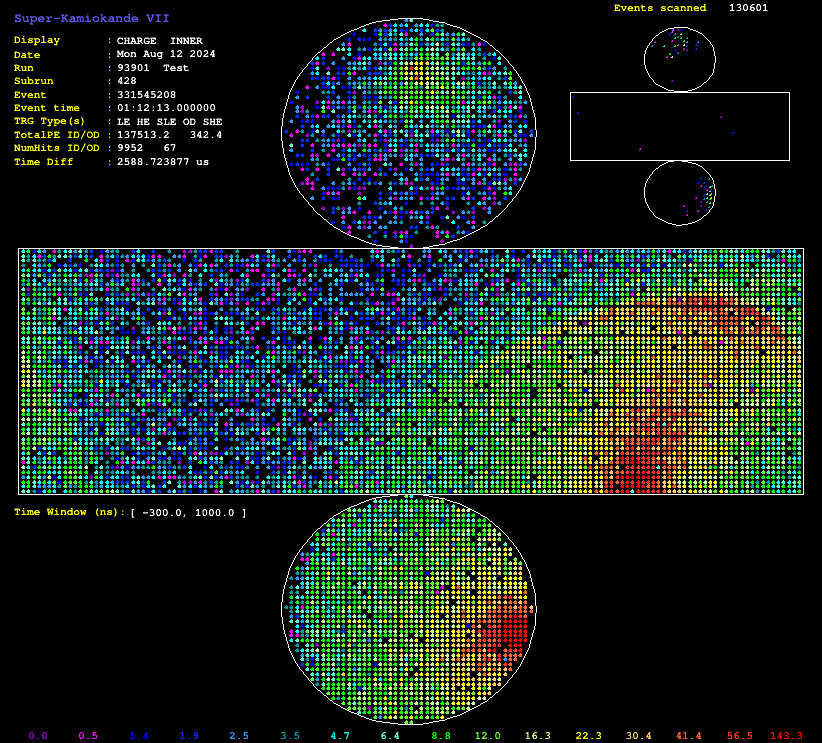 Super-Kamiokande VII
Events scanned 130601
Display : CHARGE INNER
Date : Mon Aug 12 2024
Run : 93901 Test
Subrun : 428
Event : 331545208
Event time : 01:12:13.000000
TRG Type(s) : LE HE SLE OD SHE
TotalPE ID/OD : 137513.2 342.4
NumHits ID/OD : 9952 67
Time Diff : 2588.723877 us
Time Window (ns): [ -300.0, 1000.0 ]
0.0 0.5 1.4 1.9 2.5 3.5 4.7 6.4 8.8 12.0 16.3 22.3 30.4 41.4 56.5 143.3